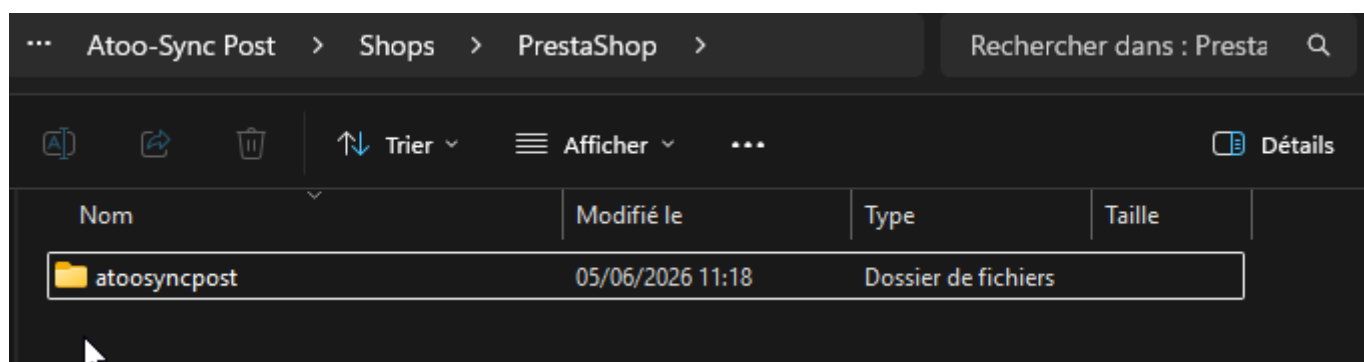 ... Atoo-Sync Post > Shops > PrestaShop > Rechercher dans : Presta
Trier Afficher ... Détails
Nom Modifié le Type Taille
atoosyncpost 05/06/2026 11:18 Dossier de fichiers